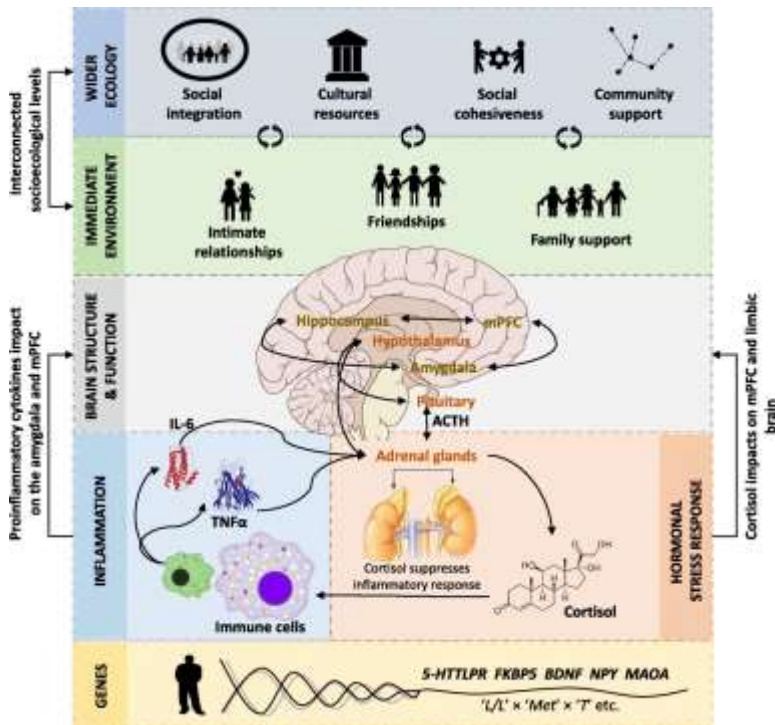 Interconnected
socioecological levels
WIDER
ECOLOGY
Social
integration
Cultural
resources
Social
cohesiveness
Community
support
IMMEDIATE
ENVIRONMENT
Intimate
relationships
Friendships
Family support
Proinflammatory cytokines impact
on the amygdala and mPFC
BRAIN STRUCTURE
& FUNCTION
Hippocampus
mPFC
Hypothalamus
Amygdala
Pituitary
ACTH
Cortisol impacts on mPFC and limbic
brain
INFLAMMATION
IL-6
TNFα
Immune cells
Adrenal glands
Cortisol suppresses
inflammatory response
OH
O
HO
OH
H
H
H
O
Cortisol
HORMONAL
STRESS RESPONSE
GENES
5-HTTLPR FKBP5 BDNF NPY MAOA
'L/L' × 'Met' × 'T' etc.